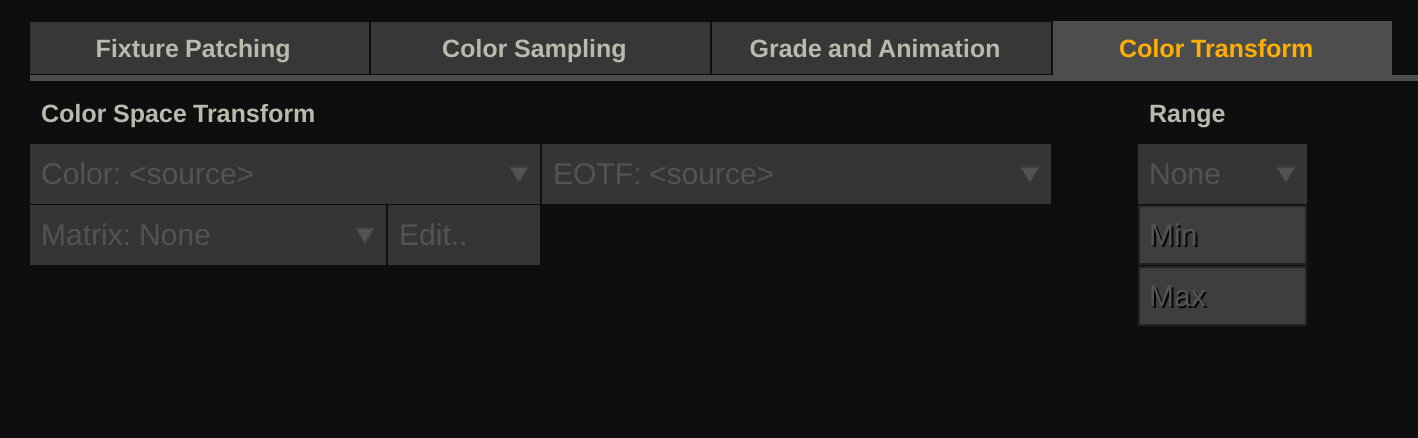 Fixture Patching Color Sampling Grade and Animation Color Transform
Color Space Transform Range
Color: <source> EOTF: <source> None
Matrix: None Edit.. Min
Max